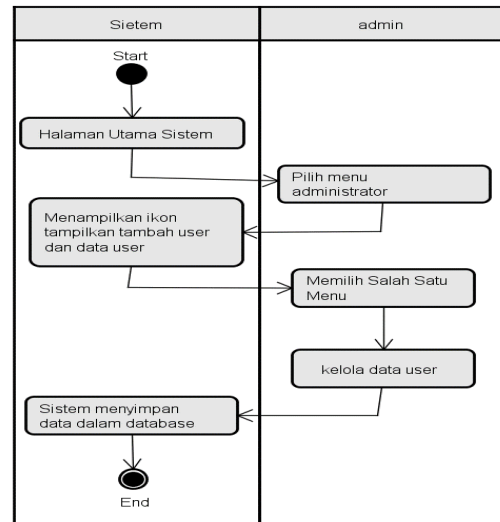 Sietem
admin
Start
Halaman Utama Sistem
Pilih menu
administrator
Menampilkan ikon
tampilkan tambah user
dan data user
Memilih Salah Satu
Menu
kelola data user
Sistem menyimpan
data dalam database
End